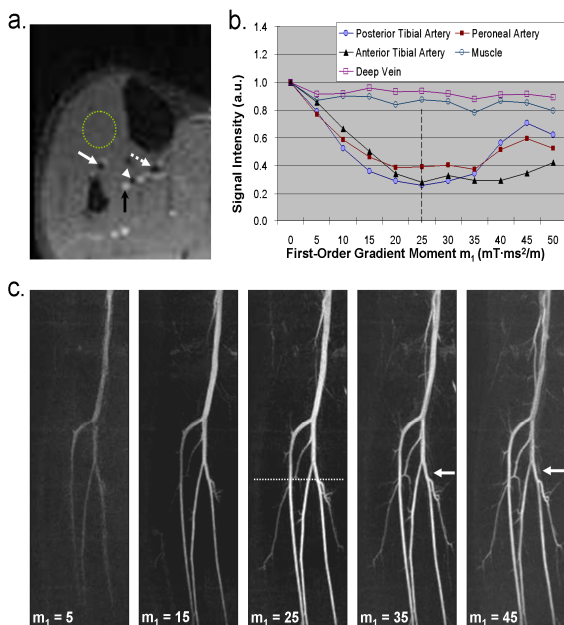 a.
b.
Posterior Tibial Artery
Peroneal Artery
Anterior Tibial Artery
Muscle
Deep Vein
Signal Intensity (a.u.)
1.4
1.2
1.0
0.8
0.6
0.4
0.2
0.0
0 5 10 15 20 25 30 35 40 45 50
First-Order Gradient Moment m₁ (mT·ms²/m)
c.
m₁ = 5
m₁ = 15
m₁ = 25
m₁ = 35
m₁ = 45